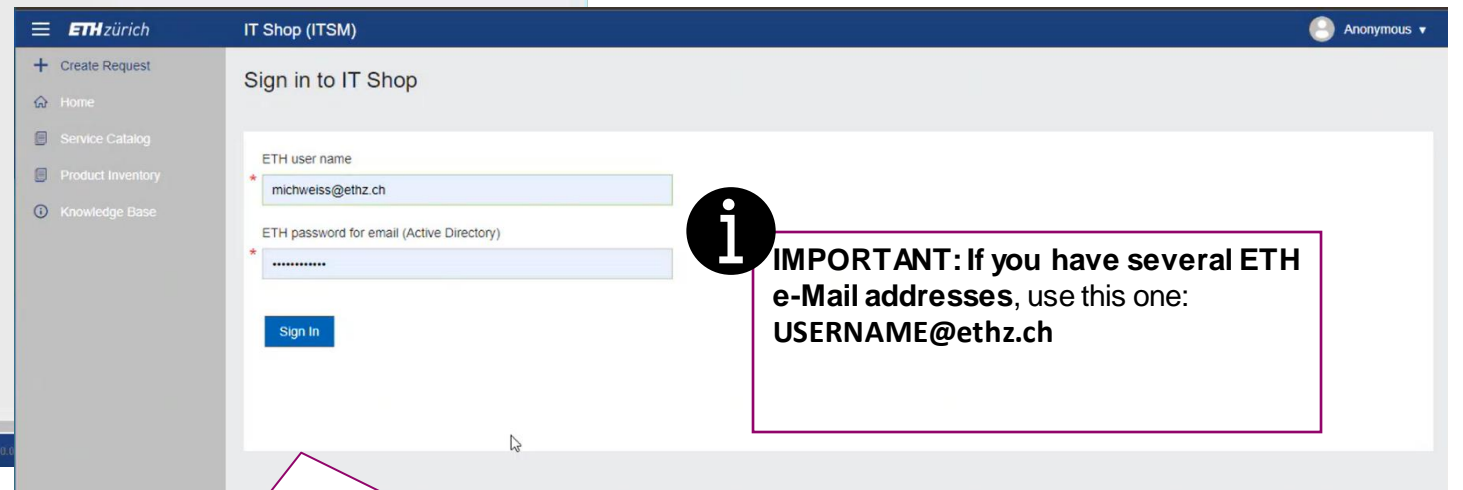 ETH zürich
IT Shop (ITSM)
Anonymous
Create Request
Home
Service Catalog
Product Inventory
Knowledge Base
Sign in to IT Shop
ETH user name
*
michweiss@ethz.ch
ETH password for email (Active Directory)
*
••••••••••••
Sign In
i
IMPORTANT: If you have several ETH
e-Mail addresses, use this one:
USERNAME@ethz.ch